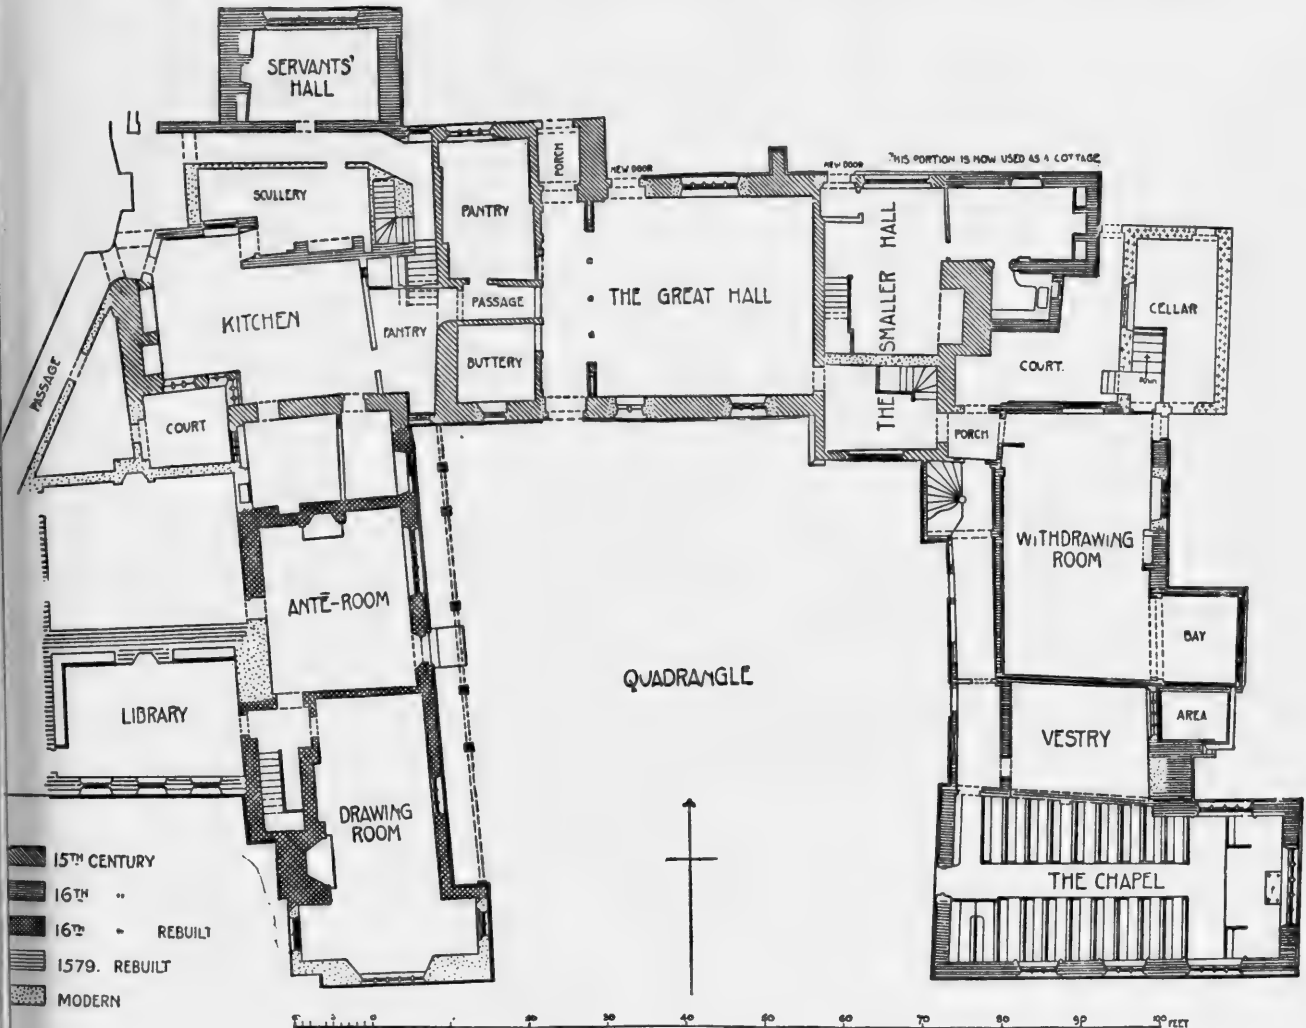 SERVANTS'
HALL
PORCH
NEW DOOR
NEW DOOR
THIS PORTION IS NOW USED AS A COTTAGE
SCULLERY
PANTRY
THE SMALLER HALL
KITCHEN
PANTRY
PASSAGE
THE GREAT HALL
CELLAR
BUTTERY
COURT.
DOWN
PASSAGE
COURT
PORCH
WITHDRAWING
ROOM
ANTE-ROOM
BAY
QUADRANGLE
LIBRARY
AREA
VESTRY
DRAWING
ROOM
THE CHAPEL
15TH CENTURY
16TH "
16TH " REBUILT
1579. REBUILT
MODERN
5 0 30 40 50 60 70 80 90 100 FEET